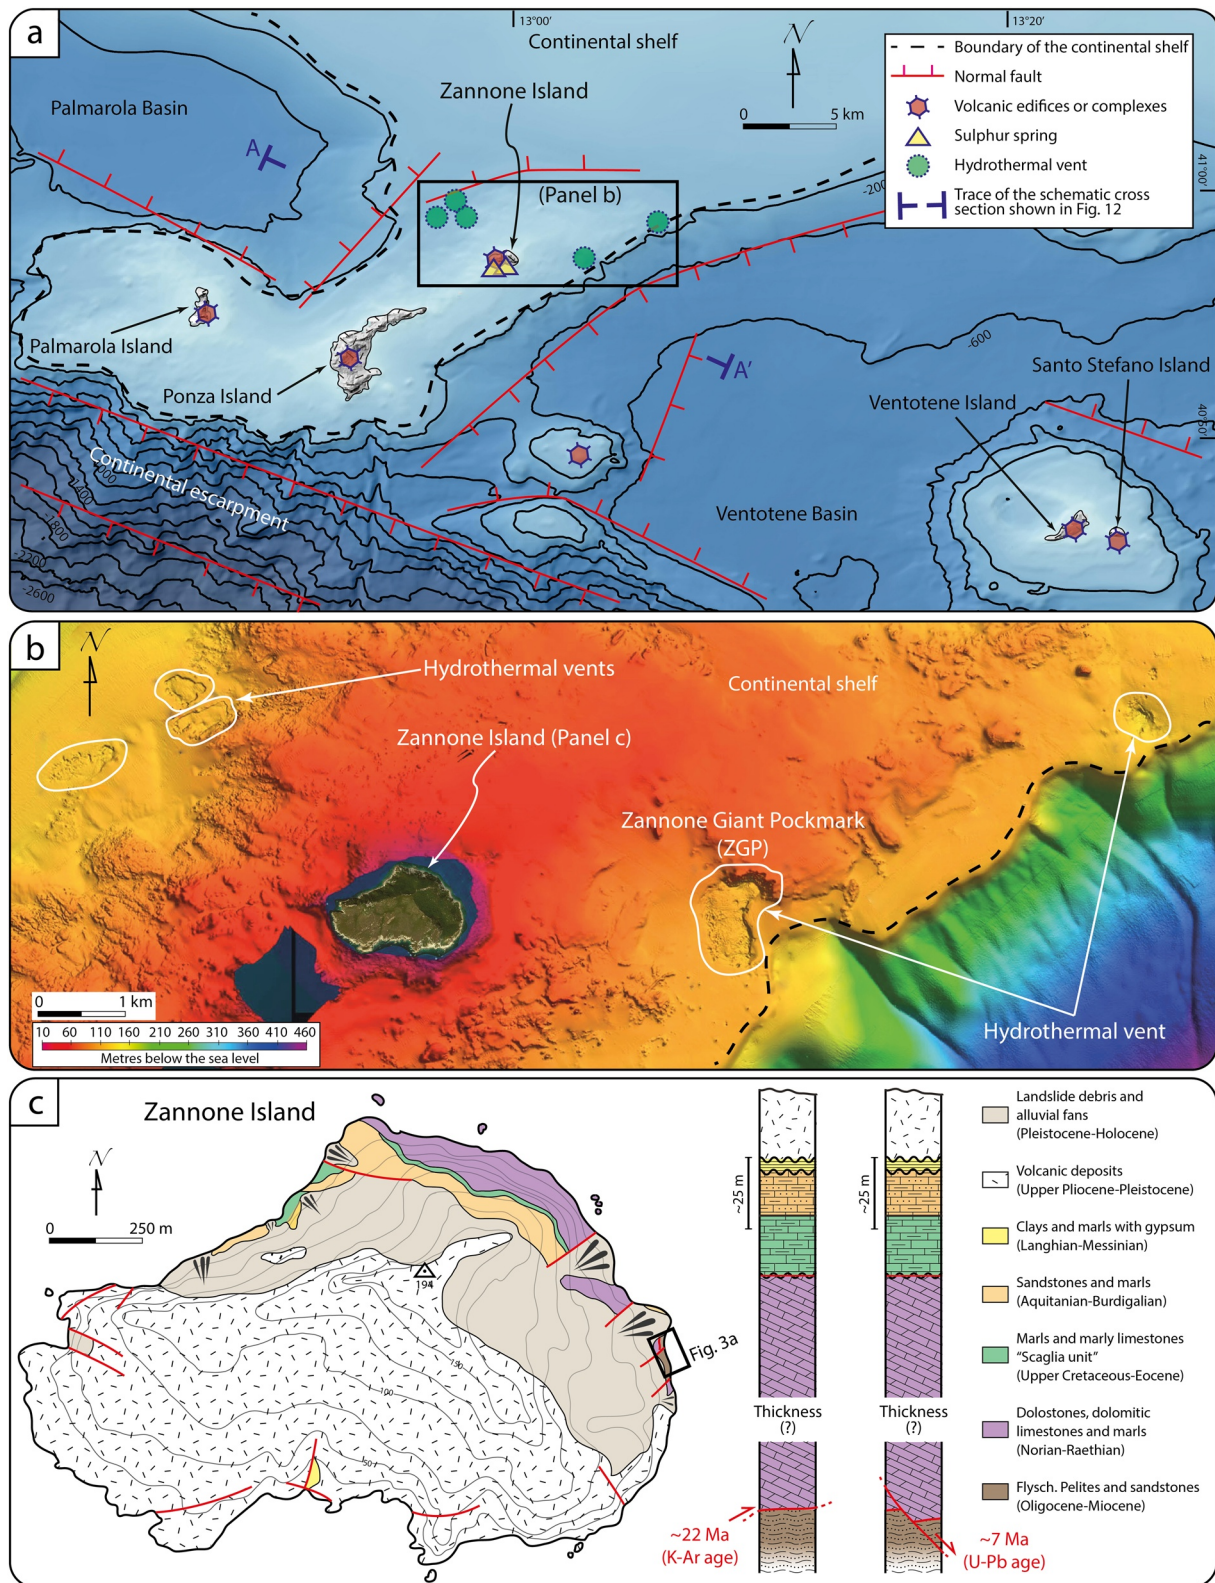 a
13°00′
13°20′
Continental shelf
Palmarola Basin
Zannone Island
A
N
0
5 km
Boundary of the continental shelf
Normal fault
Volcanic edifices or complexes
Sulphur spring
Hydrothermal vent
Trace of the schematic cross
section shown in Fig. 12
41°00′
-200
(Panel b)
-600
Palmarola Island
Ponza Island
A′
Santo Stefano Island
Ventotene Island
40°50′
Continental escarpment
-1400
-1800
-2200
-2600
Ventotene Basin
b
N
Hydrothermal vents
Continental shelf
Zannone Island (Panel c)
Zannone Giant Pockmark
(ZGP)
Hydrothermal vent
0
1 km
10 60 110 160 210 260 310 360 410 460
Metres below the sea level
c
Zannone Island
N
0
250 m
194
150
100
50
Fig. 3a
~25 m
~25 m
Thickness
(?)
Thickness
(?)
~22 Ma
(K-Ar age)
~7 Ma
(U-Pb age)
Landslide debris and
alluvial fans
(Pleistocene-Holocene)
Volcanic deposits
(Upper Pliocene-Pleistocene)
Clays and marls with gypsum
(Langhian-Messinian)
Sandstones and marls
(Aquitanian-Burdigalian)
Marls and marly limestones
“Scaglia unit”
(Upper Cretaceous-Eocene)
Dolostones, dolomitic
limestones and marls
(Norian-Raethian)
Flysch. Pelites and sandstones
(Oligocene-Miocene)